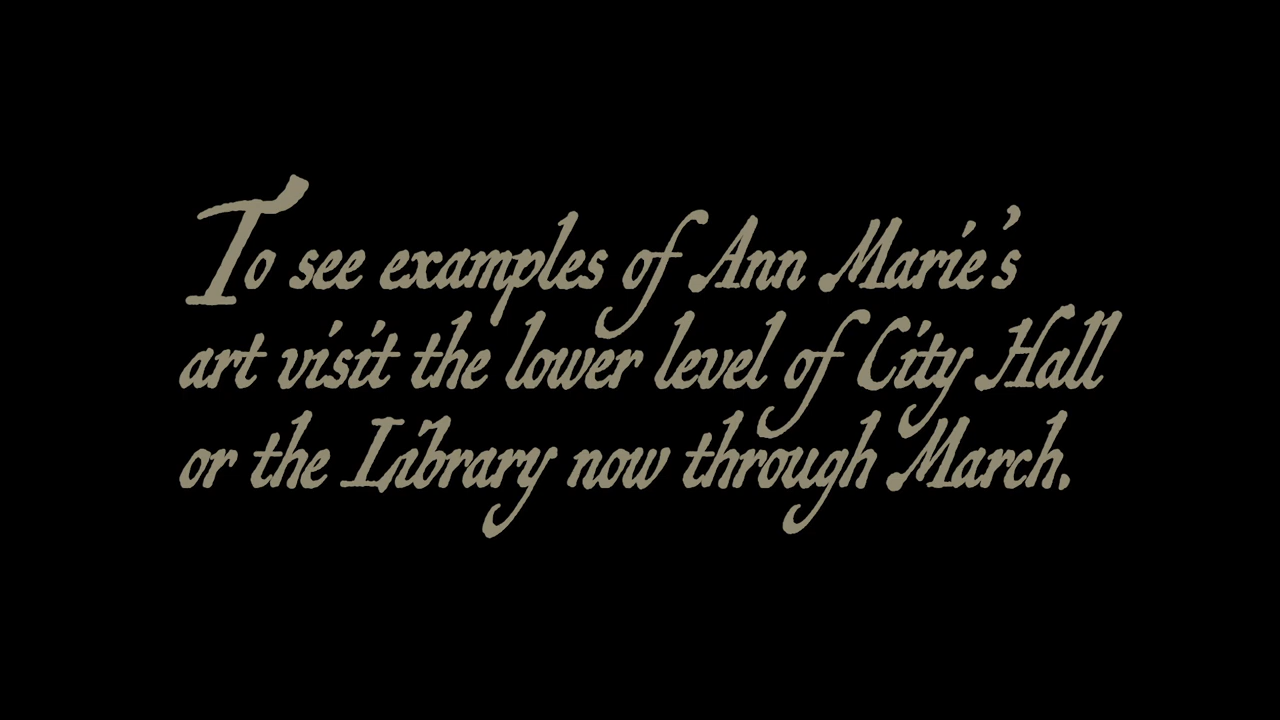 To see examples of Ann Marie's
art visit the lower level of City Hall
or the Library now through March.